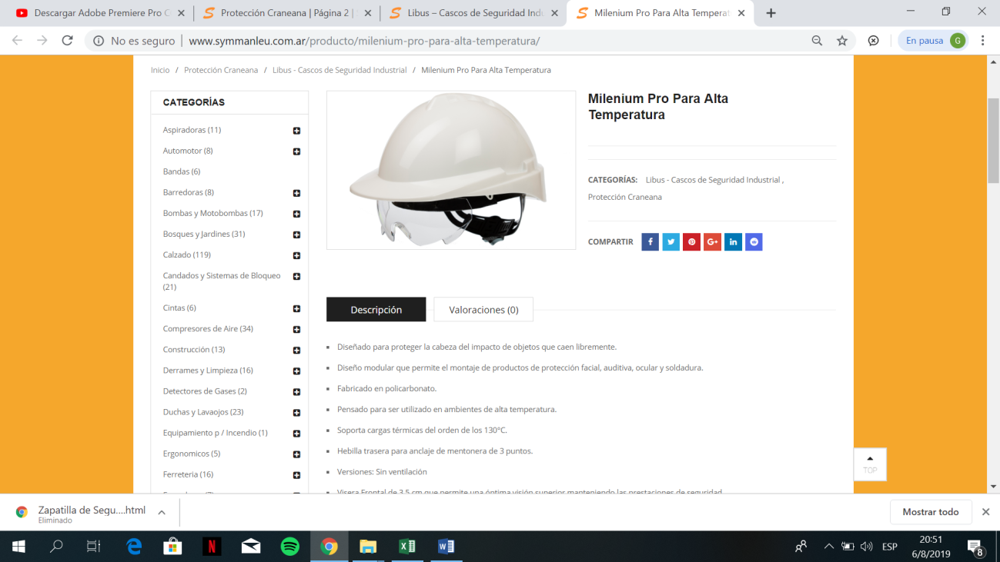 Descargar Adobe Premiere Pro C
Protección Craneana | Página 2 |
Libus – Cascos de Seguridad Indu
Milenium Pro Para Alta Temperat
No es seguro
www.symmanleu.com.ar/producto/milenium-pro-para-alta-temperatura/
En pausa
G
Inicio / Protección Craneana / Libus - Cascos de Seguridad Industrial / Milenium Pro Para Alta Temperatura
CATEGORÍAS
Aspiradoras (11)
Automotor (8)
Bandas (6)
Barredoras (8)
Bombas y Motobombas (17)
Bosques y Jardines (31)
Calzado (119)
Candados y Sistemas de Bloqueo
(21)
Cintas (6)
Compresores de Aire (34)
Construcción (13)
Derrames y Limpieza (16)
Detectores de Gases (2)
Duchas y Lavaojos (23)
Equipamiento p / Incendio (1)
Ergonomicos (5)
Ferreteria (16)
Milenium Pro Para Alta
Temperatura
CATEGORÍAS: Libus - Cascos de Seguridad Industrial ,
Protección Craneana
COMPARTIR
Descripción
Valoraciones (0)
Diseñado para proteger la cabeza del impacto de objetos que caen libremente.
Diseño modular que permite el montaje de productos de protección facial, auditiva, ocular y soldadura.
Fabricado en policarbonato.
Pensado para ser utilizado en ambientes de alta temperatura.
Soporta cargas térmicas del orden de los 130°C.
Hebilla trasera para anclaje de mentonera de 3 puntos.
Versiones: Sin ventilación
Visera Frontal de 3,5 cm que permite una óptima visión superior manteniendo las prestaciones de seguridad
TOP
Zapatilla de Segu....html
Eliminado
Mostrar todo
ESP
20:51
6/8/2019
8